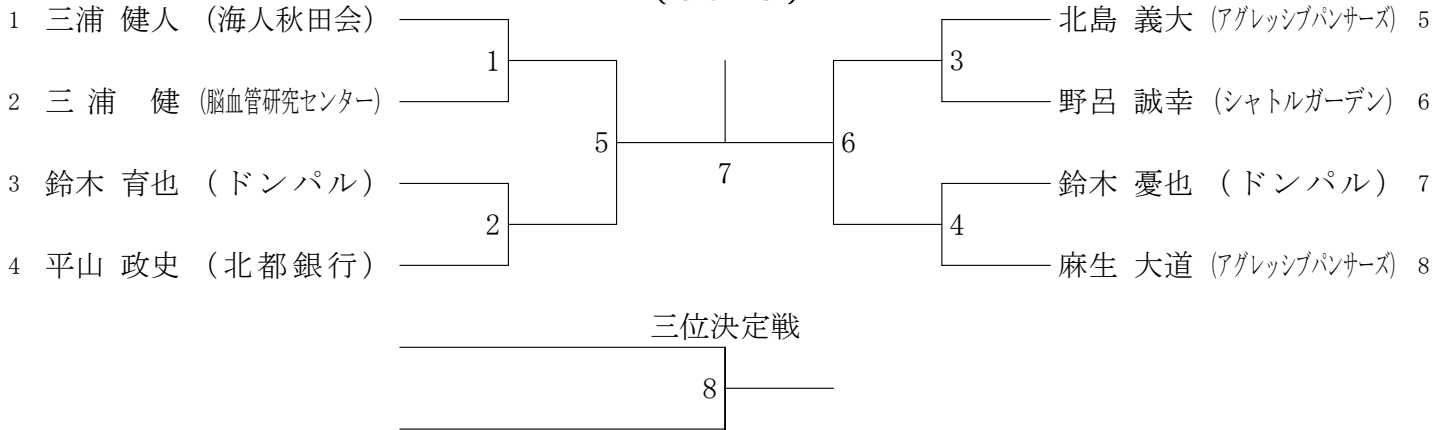 1 三浦 健人 (海人秋田会)
2 三浦 健 (脳血管研究センター)
3 鈴木 育也 (ドンパル)
4 平山 政史 (北都銀行)
1
2
5
7
6
3
4
北島 義大 (アグレッシブパンサーズ) 5
野呂 誠幸 (シャトルガーデン) 6
鈴木 憂也 (ドンパル) 7
麻生 大道 (アグレッシブパンサーズ) 8
三位決定戦
8